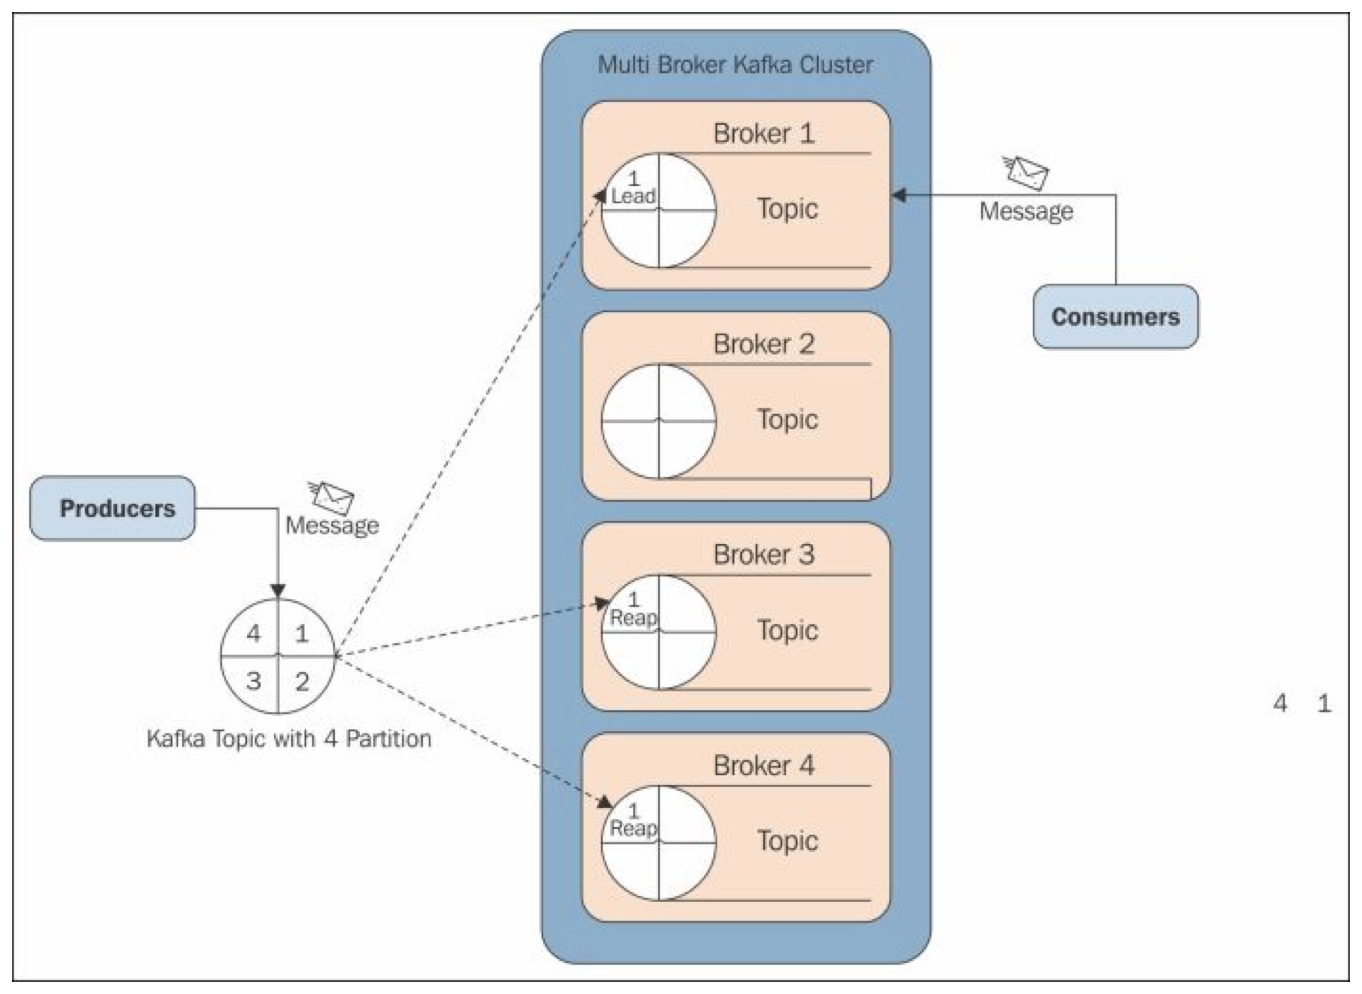 Multi Broker Kafka Cluster
Broker 1
1
Lead
Topic
Message
Consumers
Broker 2
Topic
Producers
Message
4 1
3 2
Kafka Topic with 4 Partition
Broker 3
1
Reap
Topic
4 1
Broker 4
1
Reap
Topic